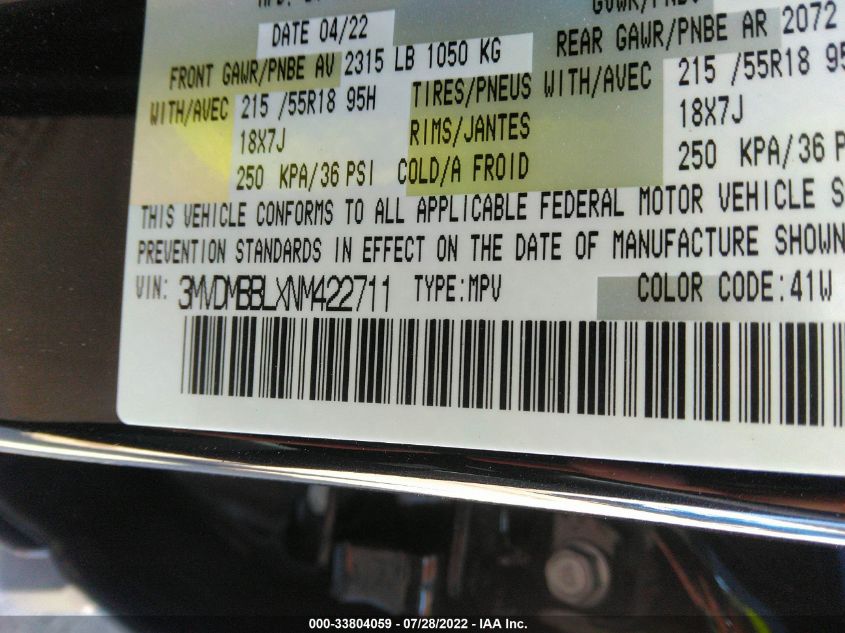 GVWR/PNBV
DATE 04/22
FRONT GAWR/PNBE AV 2315 LB 1050 KG REAR GAWR/PNBE AR 2072
WITH/AVEC 215 /55R18 95H TIRES/PNEUS WITH/AVEC 215 /55R18 95
18X7J RIMS/JANTES 18X7J
250 KPA/36 PSI COLD/A FROID 250 KPA/36 P
THIS VEHICLE CONFORMS TO ALL APPLICABLE FEDERAL MOTOR VEHICLE S
PREVENTION STANDARDS IN EFFECT ON THE DATE OF MANUFACTURE SHOWN
VIN: 3MVDMBBLXNM422711 TYPE:MPV COLOR CODE:41W
000-33804059 - 07/28/2022 - IAA Inc.